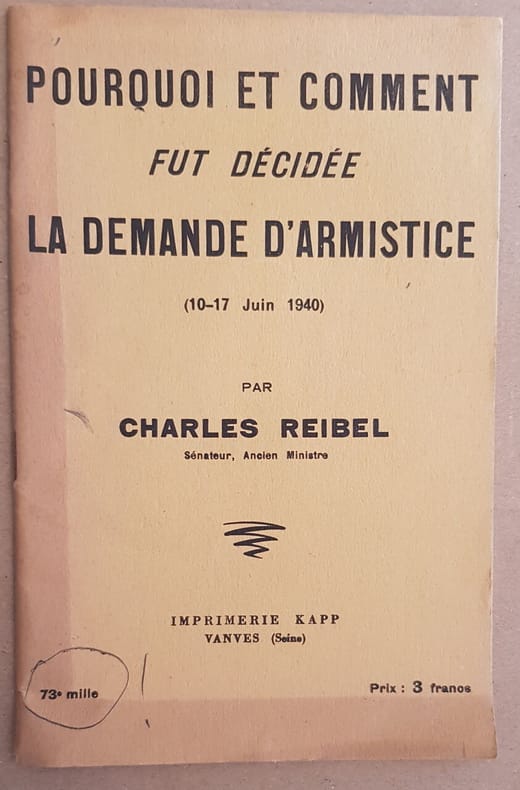 POURQUOI ET COMMENT
FUT DÉCIDÉE
LA DEMANDE D'ARMISTICE
(10-17 Juin 1940)
PAR
CHARLES REIBEL
Sénateur, Ancien Ministre
IMPRIMERIE KAPP
VANVES (Seine)
73e mille
Prix : 3 francs